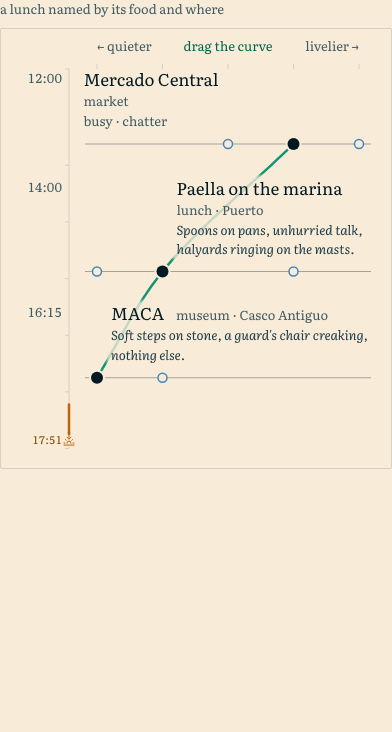 a lunch named by its food and where
← quieter drag the curve livelier →
12:00 Mercado Central
market
busy · chatter
14:00 Paella on the marina
lunch · Puerto
Spoons on pans, unhurried talk,
halyards ringing on the masts.
16:15 MACA museum · Casco Antiguo
Soft steps on stone, a guard's chair creaking,
nothing else.
17:51